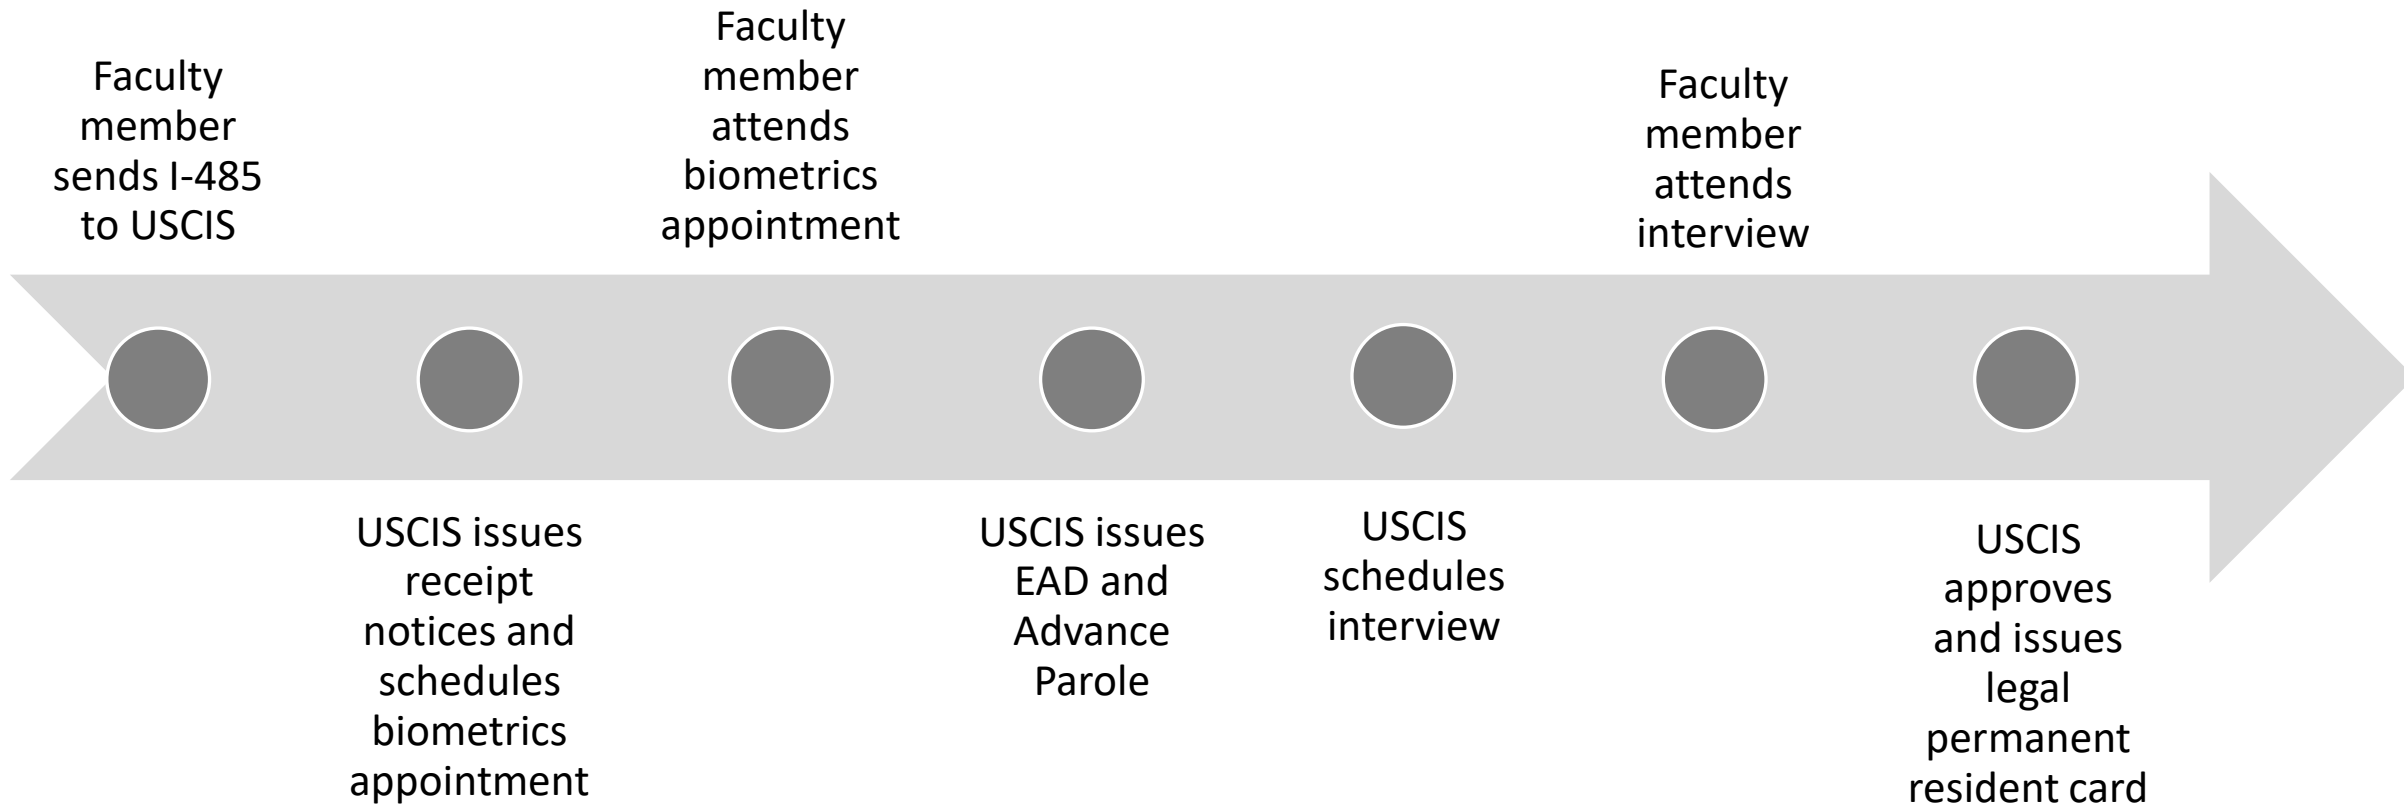 Faculty
member
sends I-485
to USCIS
USCIS issues
receipt
notices and
schedules
biometrics
appointment
Faculty
member
attends
biometrics
appointment
USCIS issues
EAD and
Advance
Parole
USCIS
schedules
interview
Faculty
member
attends
interview
USCIS
approves
and issues
legal
permanent
resident card